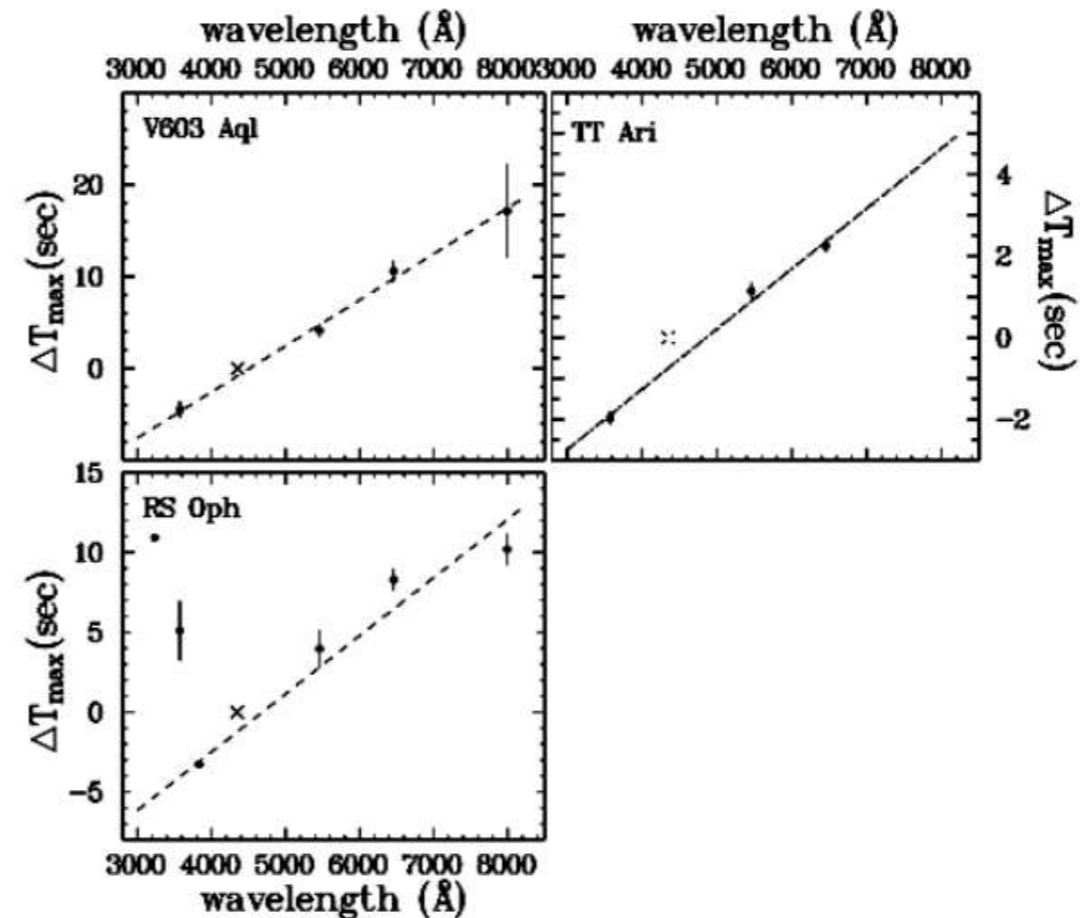 wavelength (Å) wavelength (Å)
3000 4000 5000 6000 7000 8000 3000 4000 5000 6000 7000 8000
V603 Aql
TT Ari
20
10
0
ΔTmax(sec)
4
2
0
−2
ΔTmax(sec)
RS Oph
15
10
5
0
−5
ΔTmax(sec)
3000 4000 5000 6000 7000 8000
wavelength (Å)